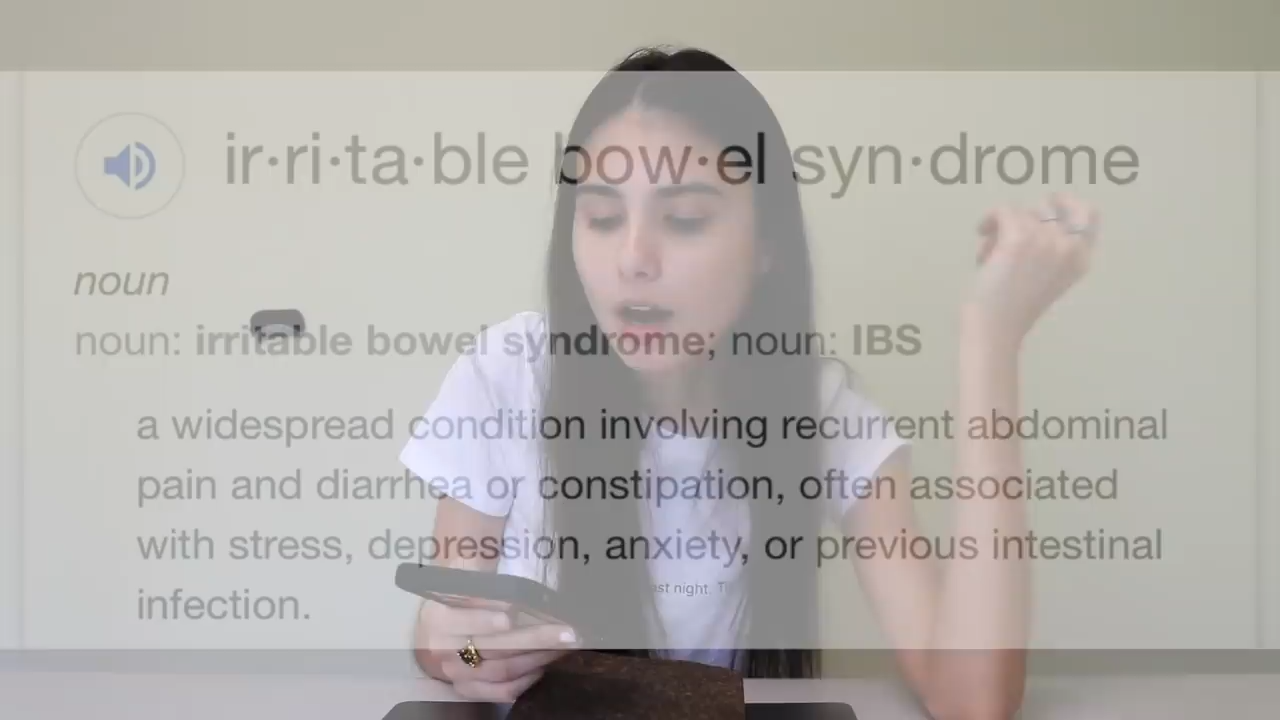 ir·ri·ta·ble bow·el syn·drome
noun
noun: irritable bowel syndrome; noun: IBS
a widespread condition involving recurrent abdominal
pain and diarrhea or constipation, often associated
with stress, depression, anxiety, or previous intestinal
infection.
night.